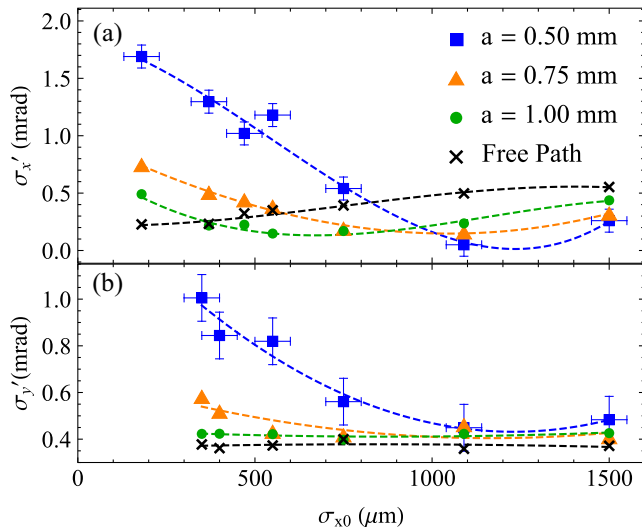 (a)
a = 0.50 mm
a = 0.75 mm
a = 1.00 mm
Free Path
σx′ (mrad)
2.0
1.5
1.0
0.5
0.0
(b)
σy′(mrad)
1.0
0.8
0.6
0.4
0 500 1000 1500
σx0 (μm)